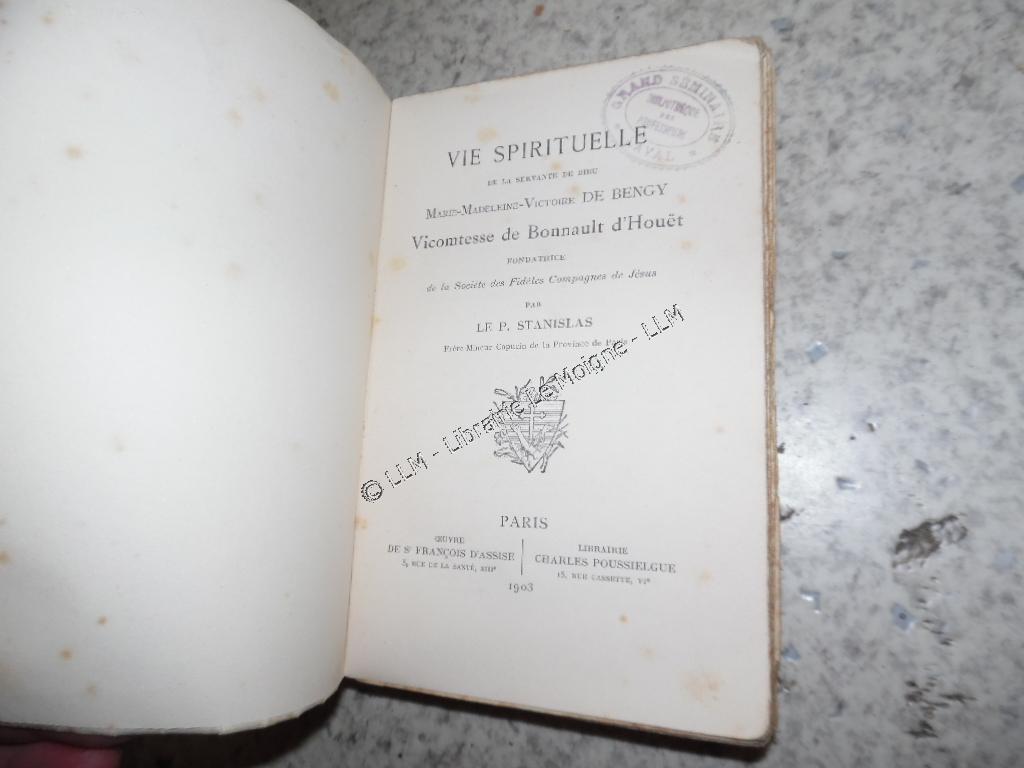 GRAND SÉMINAIRE
BIBLIOTHÈQUE
DES
LAVAL *
VIE SPIRITUELLE
DE LA SERVANTE DE DIEU
MARIE-MADELEINE-VICTOIRE DE BENGY
Vicomtesse de Bonnault d'Houët
FONDATRICE
de la Société des Fidèles Compagnes de Jésus
PAR
LE P. STANISLAS
Frère Mineur Capucin de la Province de Paris
© LLM - Librairie Le Moigne - LLM
PARIS
ŒUVRE
DE St FRANÇOIS D'ASSISE
5, RUE DE LA SANTÉ, XIIIe
LIBRAIRIE
CHARLES POUSSIELGUE
15, RUE CASSETTE, VIe
1903